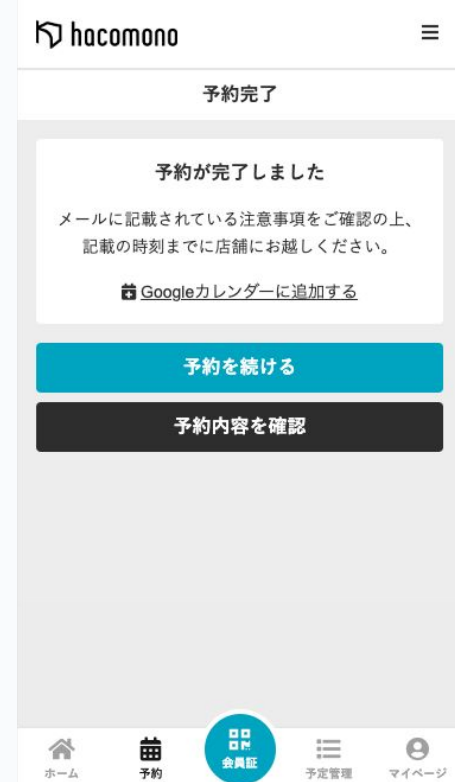 hacomono
予約完了
予約が完了しました
メールに記載されている注意事項をご確認の上、
記載の時刻までに店舗にお越しください。
Googleカレンダーに追加する
予約を続ける
予約内容を確認
ホーム 予約 会員証 予定管理 マイページ